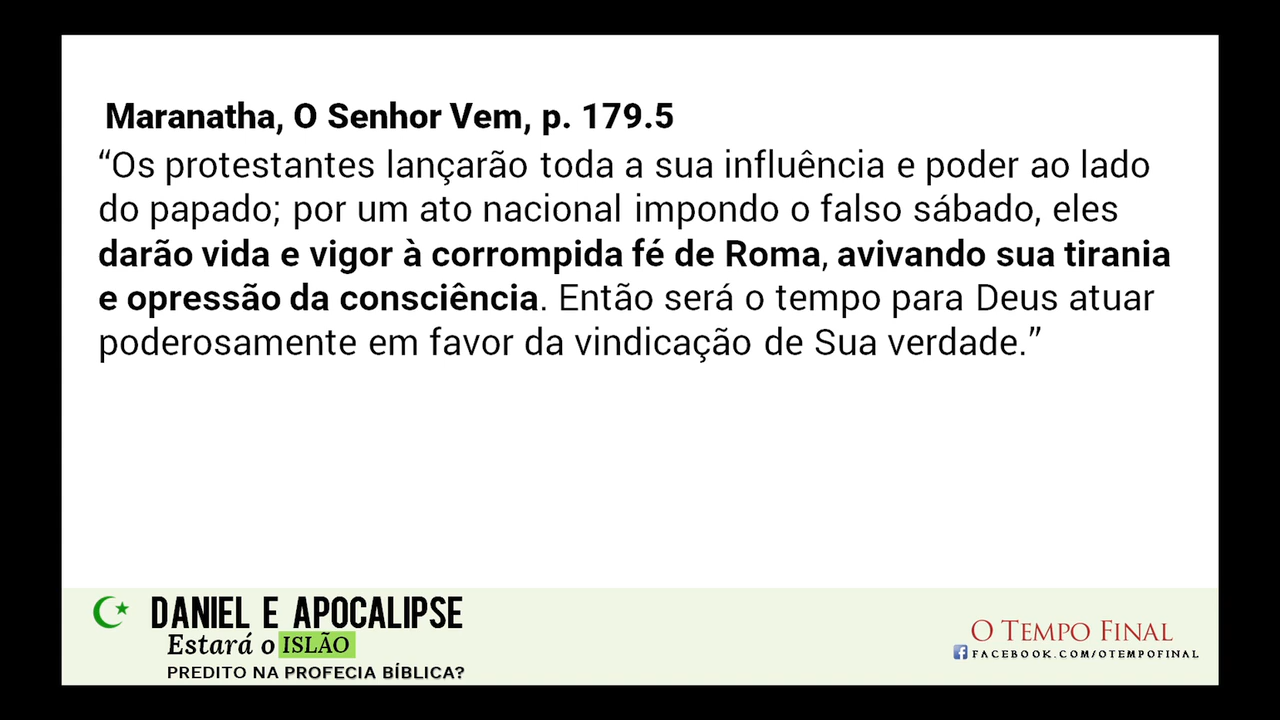 Maranatha, O Senhor Vem, p. 179.5
“Os protestantes lançarão toda a sua influência e poder ao lado
do papado; por um ato nacional impondo o falso sábado, eles
darão vida e vigor à corrompida fé de Roma, avivando sua tirania
e opressão da consciência. Então será o tempo para Deus atuar
poderosamente em favor da vindicação de Sua verdade.”
DANIEL E APOCALIPSE
Estará o ISLÃO
PREDITO NA PROFECIA BÍBLICA?
O TEMPO FINAL
FACEBOOK.COM/OTEMPOFINAL